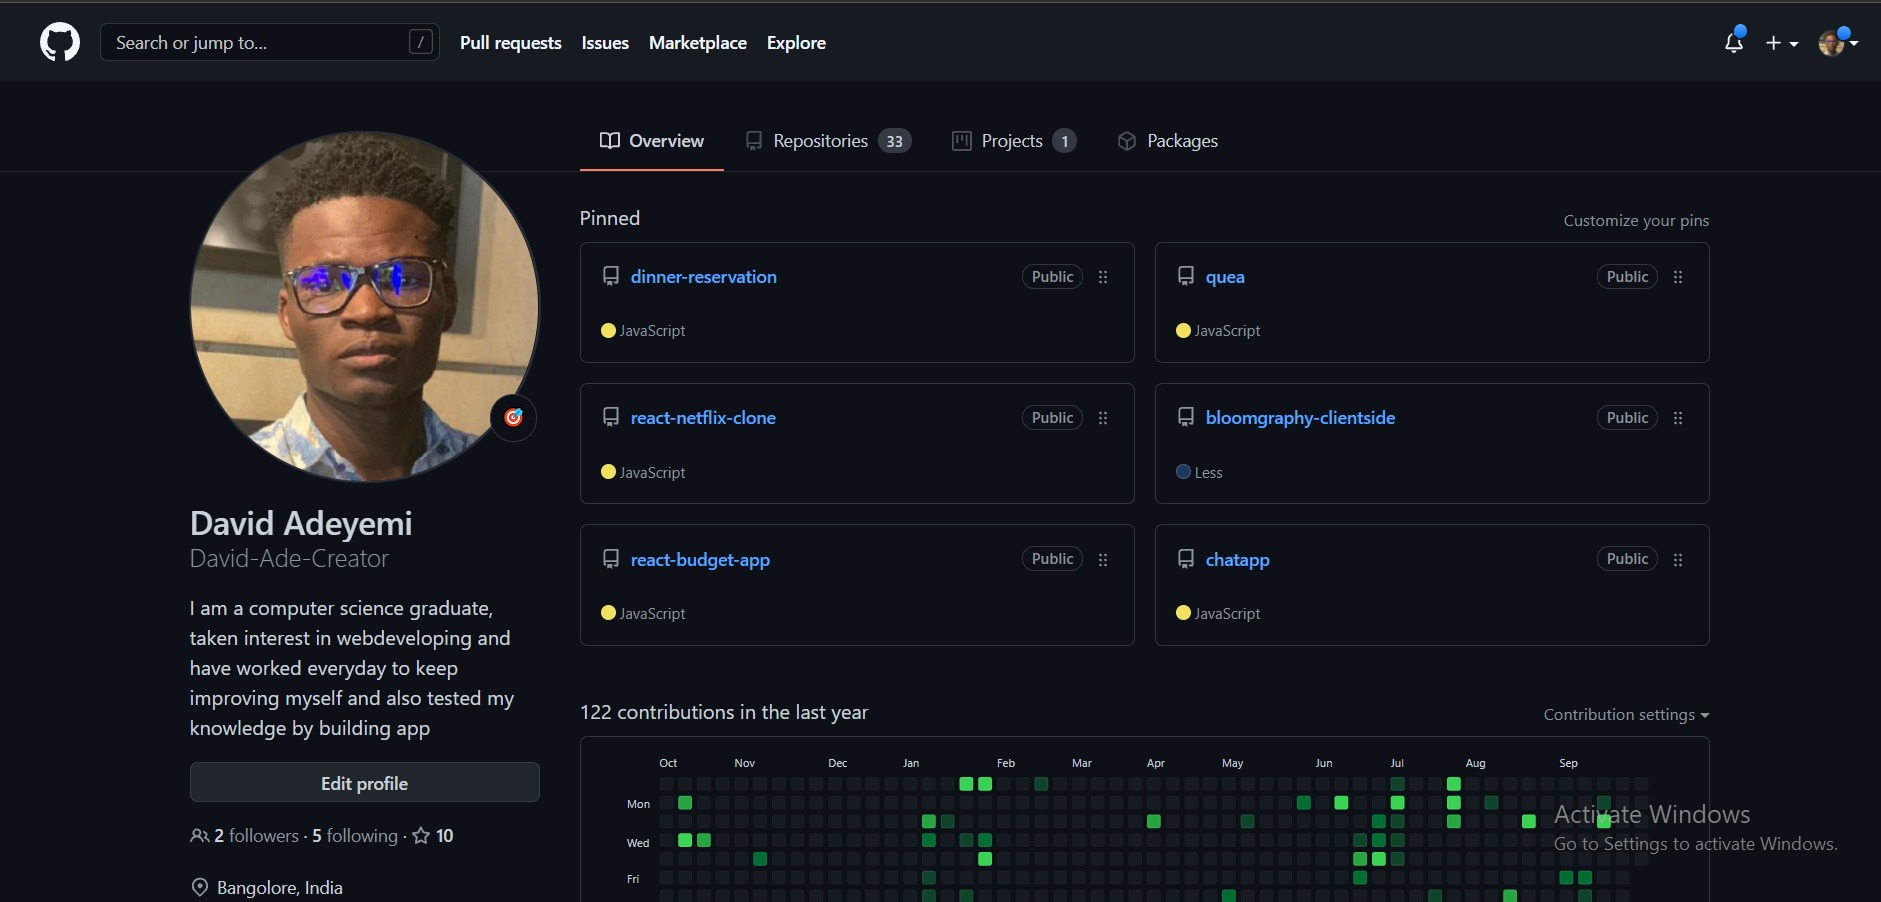 Search or jump to... /
Pull requests Issues Marketplace Explore
Overview Repositories 33 Projects 1 Packages
Pinned
Customize your pins
dinner-reservation Public
JavaScript
quea Public
JavaScript
react-netflix-clone Public
JavaScript
bloomgraphy-clientside Public
Less
react-budget-app Public
JavaScript
chatapp Public
JavaScript
David Adeyemi
David-Ade-Creator
I am a computer science graduate,
taken interest in webdeveloping and
have worked everyday to keep
improving myself and also tested my
knowledge by building app
Edit profile
2 followers · 5 following · 10
Bangolore, India
122 contributions in the last year
Contribution settings
Oct Nov Dec Jan Feb Mar Apr May Jun Jul Aug Sep
Mon
Wed
Fri
Activate Windows
Go to Settings to activate Windows.